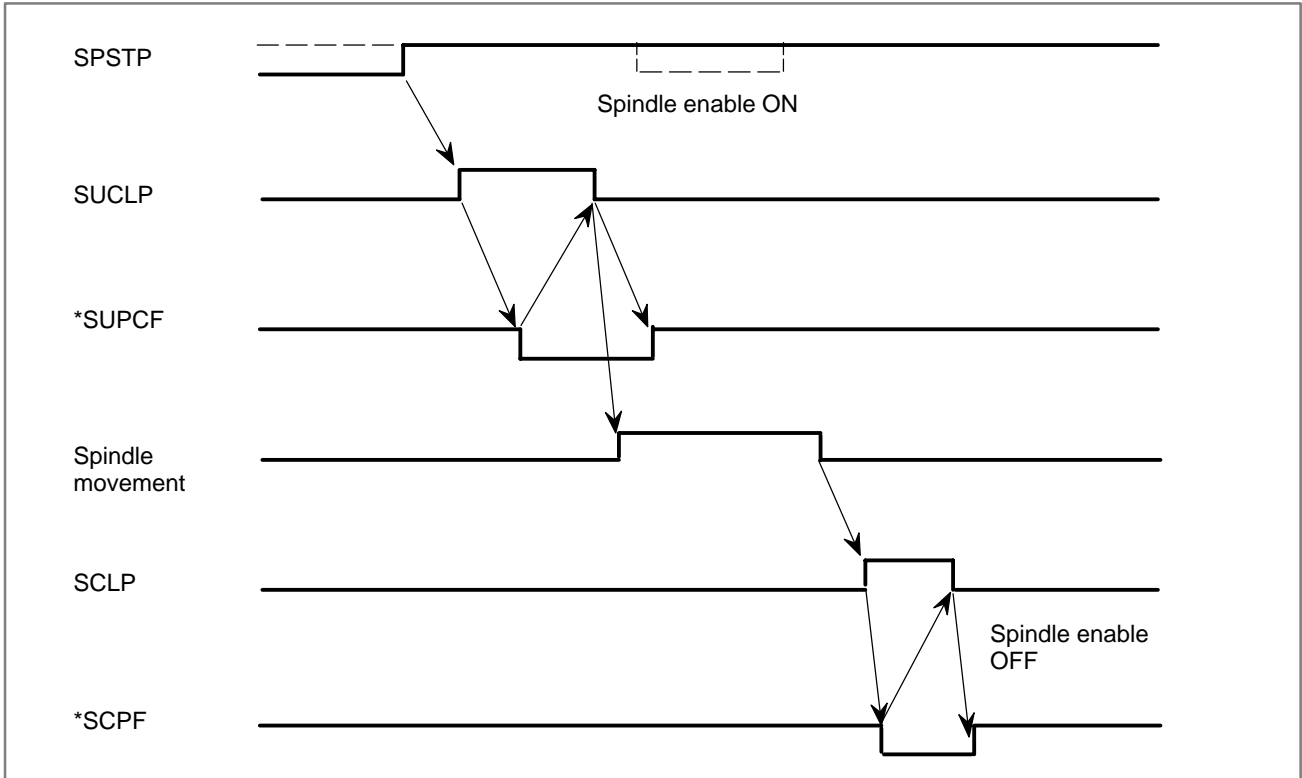 SPSTP
Spindle enable ON
SUCLP
*SUPCF
Spindle
movement
SCLP
Spindle enable
OFF
*SCPF